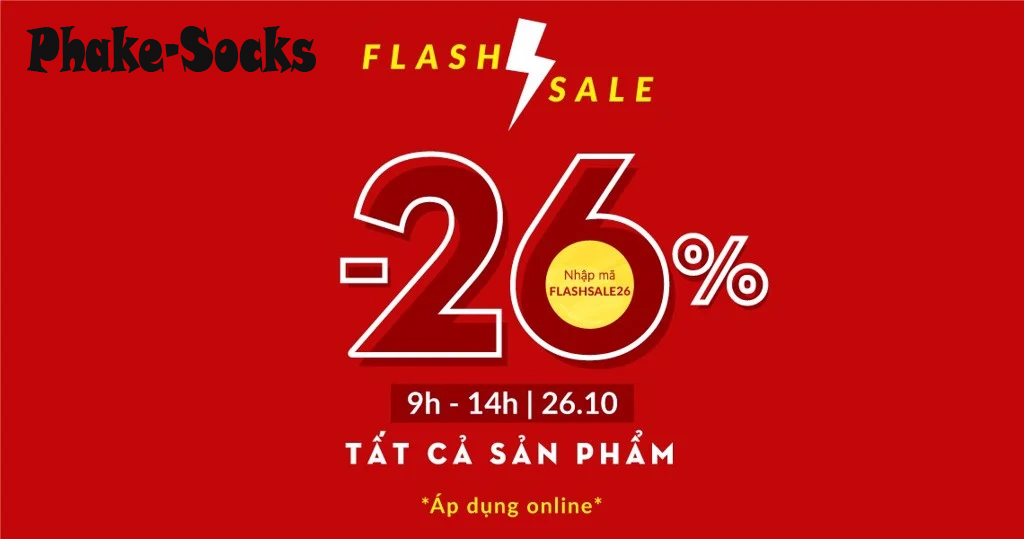 Phake-Socks
FLASH
SALE
-26%
Nhập mã
FLASHSALE26
9h - 14h | 26.10
TẤT CẢ SẢN PHẨM
*Áp dụng online*